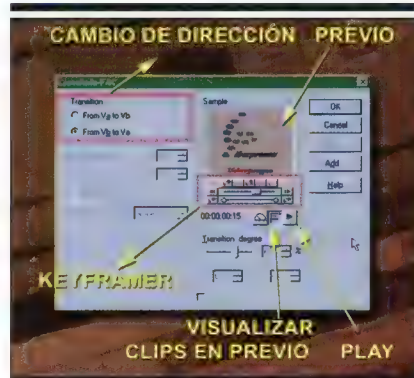 CAMBIO DE DIRECCIÓN PREVIO
Transition
From Va to Vb
From Vb to Va
Sample
OK
Cancel
Add
Help
00:00:00:15
Transition degree
%
KEYFRAMER
VISUALIZAR
CLIPS EN PREVIO PLAY